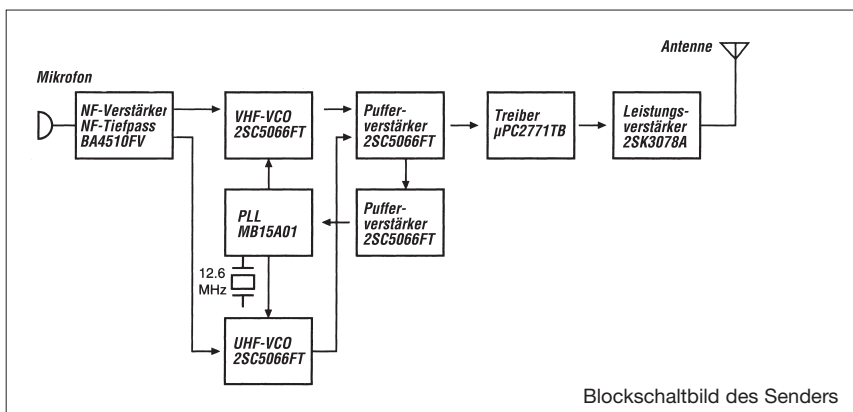 Antenne
Mikrofon
NF-Verstärker
NF-Tiefpass
BA4510FV
VHF-VCO
2SC5066FT
Puffer-
verstärker
2SC5066FT
Treiber
µPC2771TB
Leistungs-
verstärker
2SK3078A
PLL
MB15A01
Puffer-
verstärker
2SC5066FT
12.6
MHz
UHF-VCO
2SC5066FT
Blockschaltbild des Senders